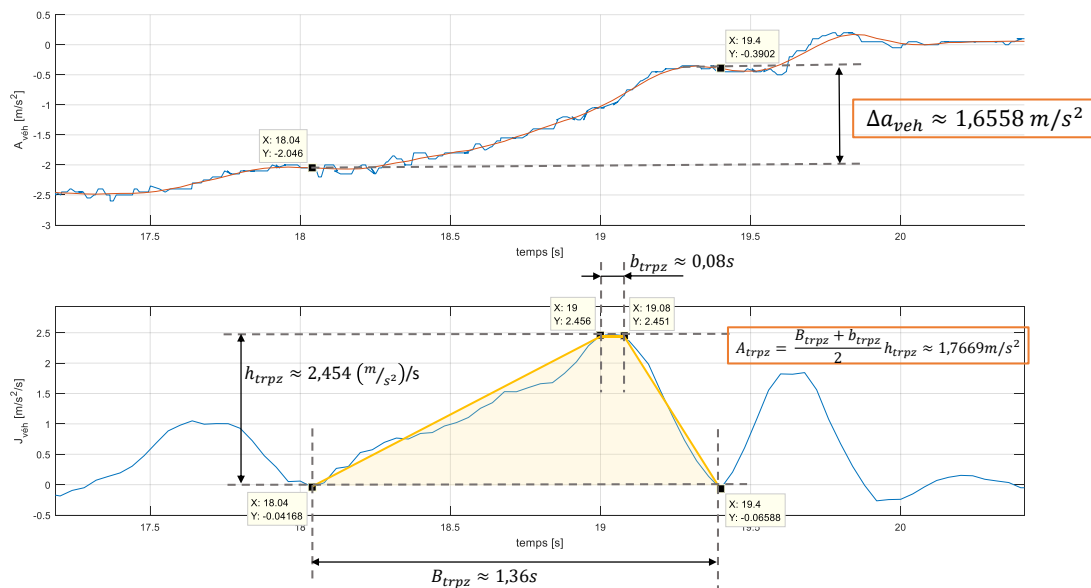 0.5
0
-0.5
-1
-1.5
-2
-2.5
-3
A_véh [m/s²]
X: 18.04
Y: -2.046
X: 19.4
Y: -0.3902
Δa_veh ≈ 1,6558 m/s²
17.5 18 18.5 19 19.5 20
temps [s]
b_trpz ≈ 0,08s
X: 19
Y: 2.456
X: 19.08
Y: 2.451
A_trpz = (B_trpz + b_trpz)/2 h_trpz ≈ 1,7669m/s²
h_trpz ≈ 2,454 (m/s²)/s
2.5
2
1.5
1
0.5
0
-0.5
J_véh [m/s²/s]
X: 18.04
Y: -0.04168
X: 19.4
Y: -0.06588
17.5 18 18.5 19 19.5 20
temps [s]
B_trpz ≈ 1,36s